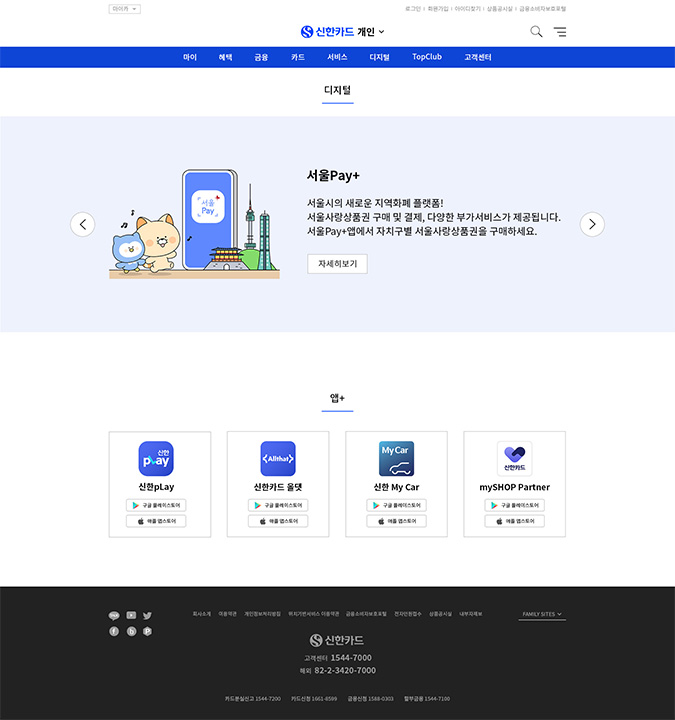 마이카
로그인 | 회원가입 | 아이디찾기 | 상품공시실 | 금융소비자보호포털
신한카드 개인
마이 혜택 금융 카드 서비스 디지털 TopClub 고객센터
디지털
서울 Pay
서울Pay+
서울시의 새로운 지역화폐 플랫폼!
서울사랑상품권 구매 및 결제, 다양한 부가서비스가 제공됩니다.
서울Pay+앱에서 자치구별 서울사랑상품권을 구매하세요.
자세히보기
앱+
신한 pLay
<Allthat>
My Car
신한카드
신한pLay
신한카드 올댓
신한 My Car
mySHOP Partner
구글 플레이스토어 구글 플레이스토어 구글 플레이스토어 구글 플레이스토어
애플 앱스토어 애플 앱스토어 애플 앱스토어 애플 앱스토어
회사소개 이용약관 개인정보처리방침 위치기반서비스 이용약관 금융소비자보호포털 전자민원접수 상품공시실 내부자제보
FAMILY SITES
신한카드
고객센터 1544-7000
해외 82-2-3420-7000
카드분실신고 1544-7200 카드신청 1661-8599 금융신청 1588-0303 할부금융 1544-7100